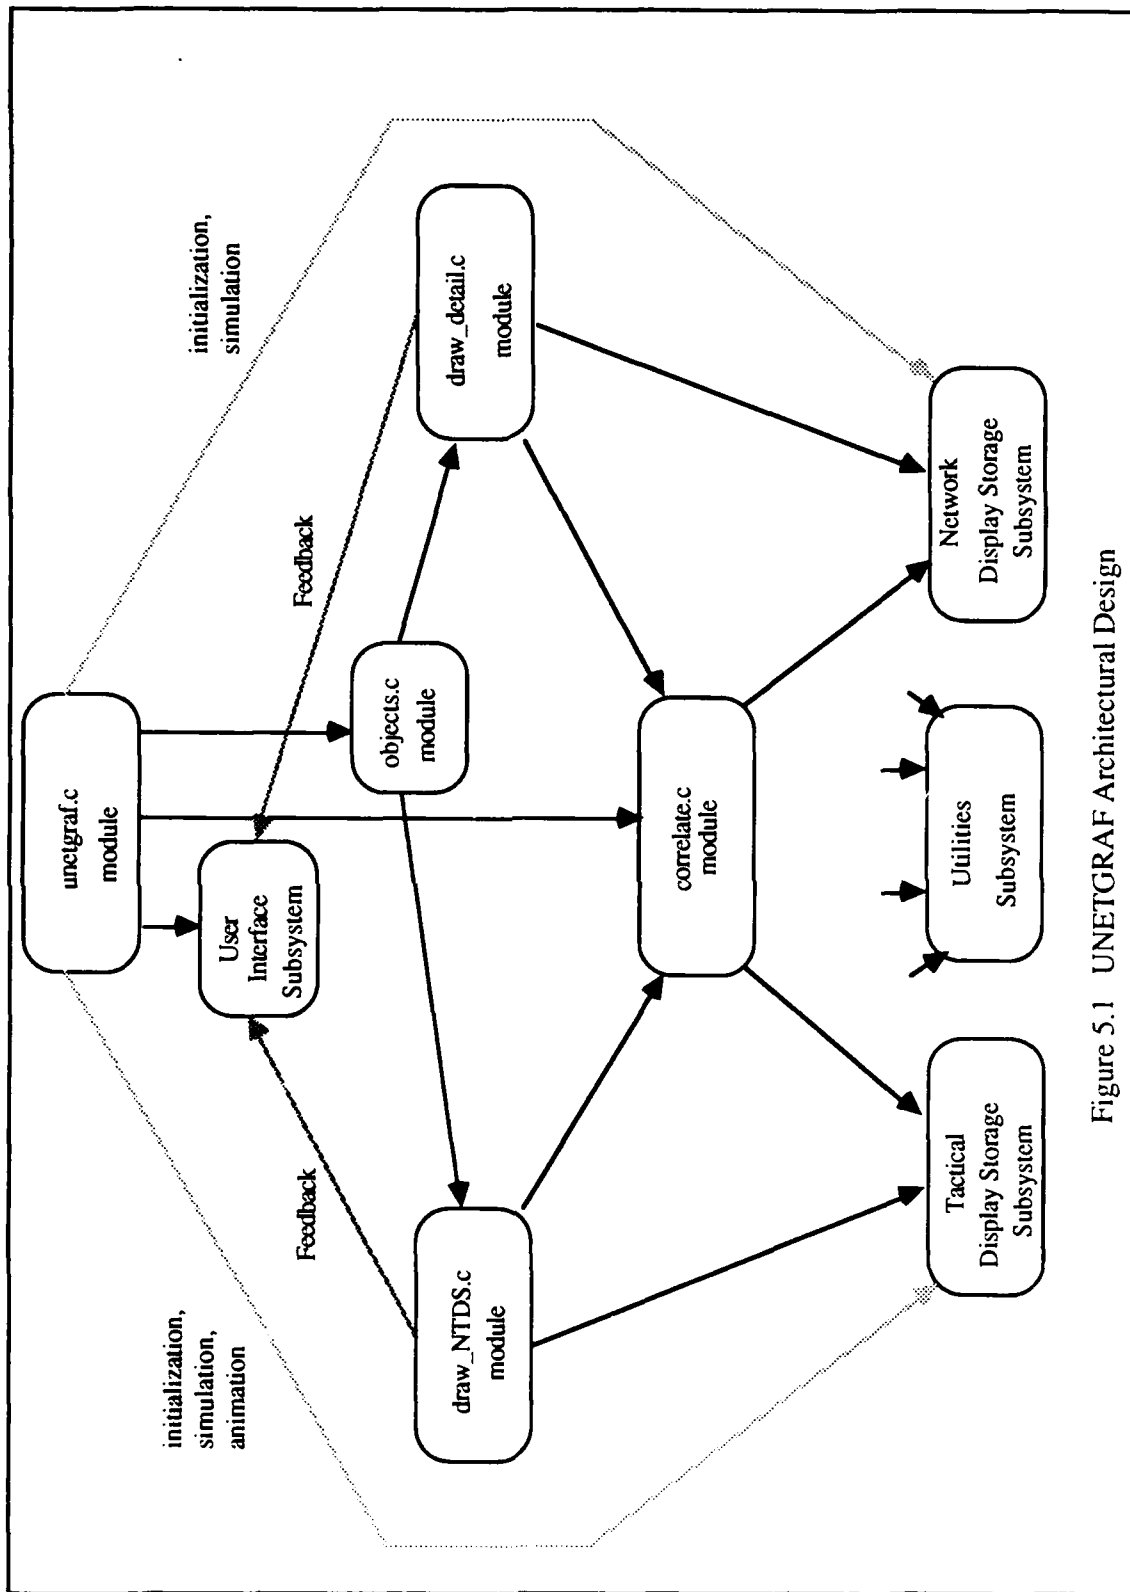 unetgraf.c
module
initialization,
simulation,
animation
initialization,
simulation
User
Interface
Subsystem
Feedback
Feedback
objects.c
module
draw_NTDS.c
module
draw_detail.c
module
correlate.c
module
Tactical
Display Storage
Subsystem
Utilities
Subsystem
Network
Display Storage
Subsystem
Figure 5.1 UNETGRAF Architectural Design